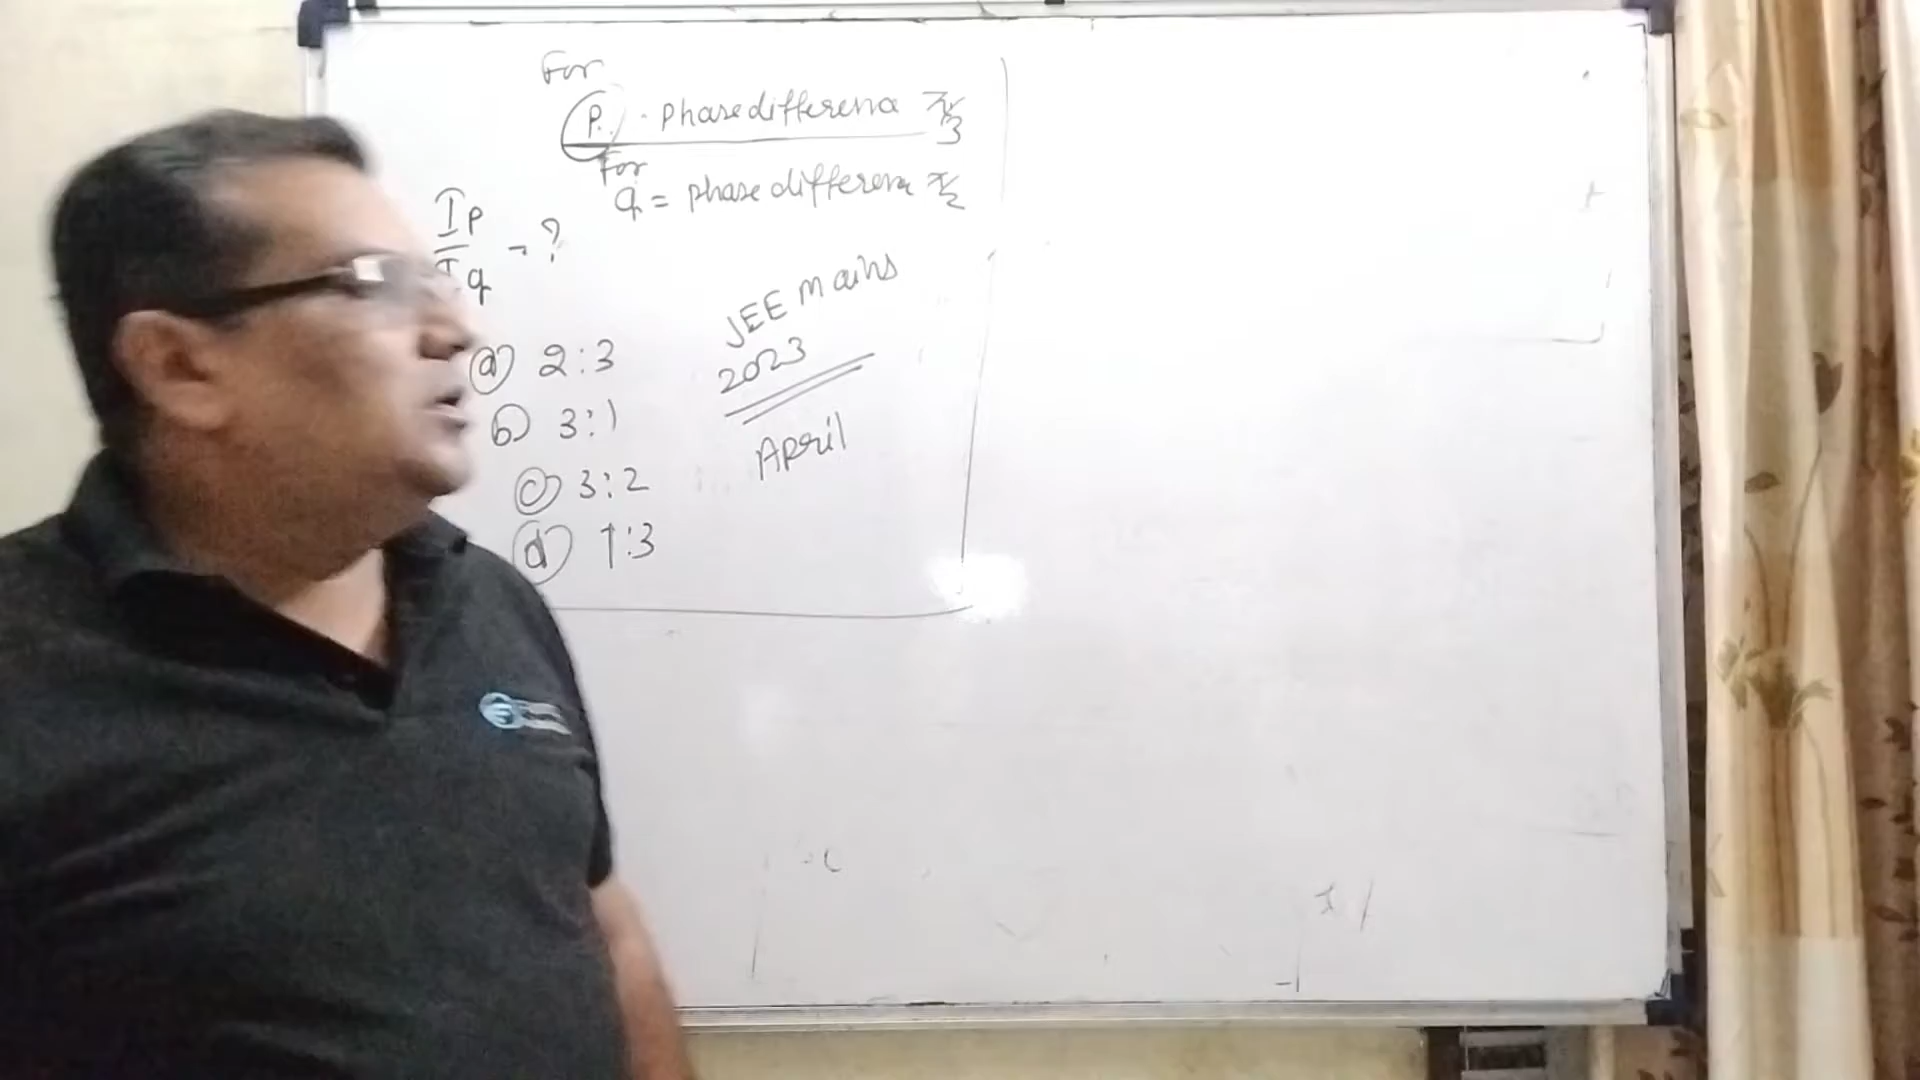 For
P. . phase difference π/3
For
q = phase difference π/2
Ip
Iq = ?
a 2:3
b 3:1
c 3:2
d 1:3
JEE mains
2023
April